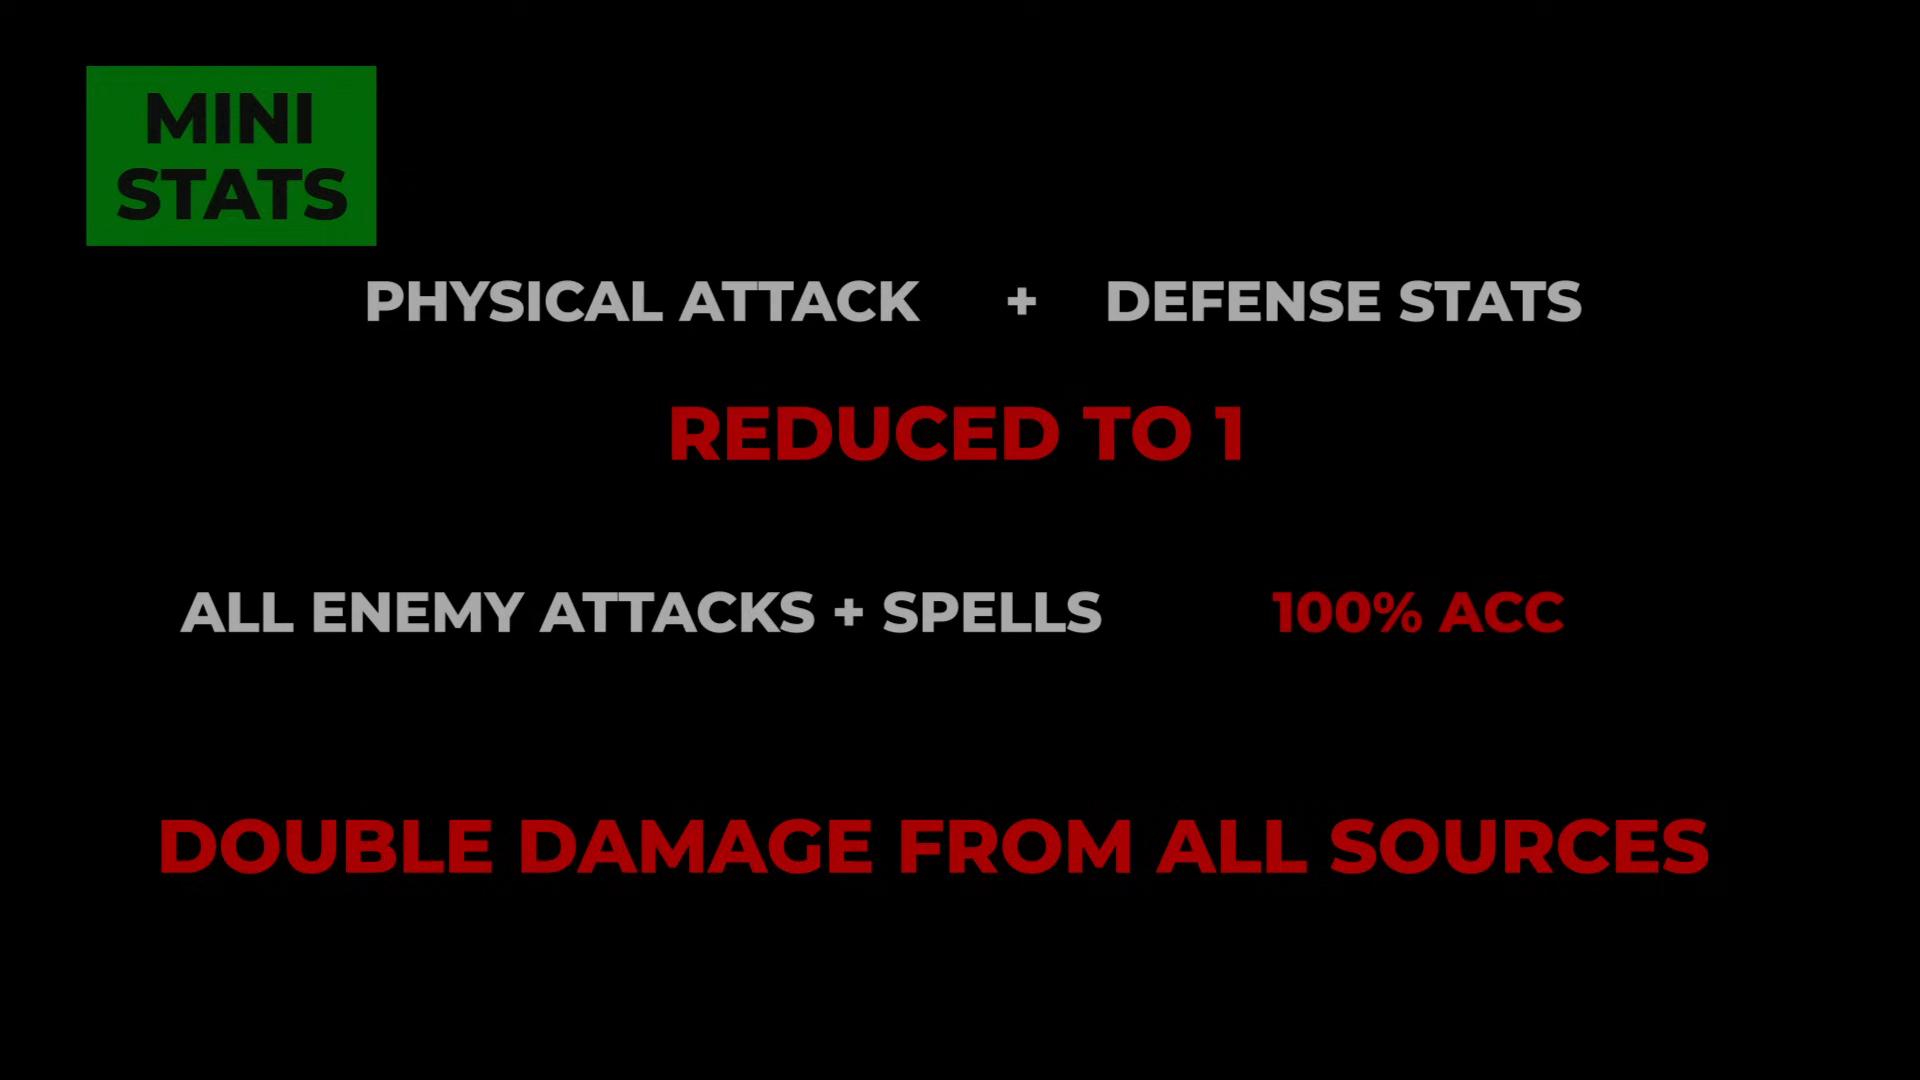 MINI
STATS
PHYSICAL ATTACK + DEFENSE STATS
REDUCED TO 1
ALL ENEMY ATTACKS + SPELLS 100% ACC
DOUBLE DAMAGE FROM ALL SOURCES